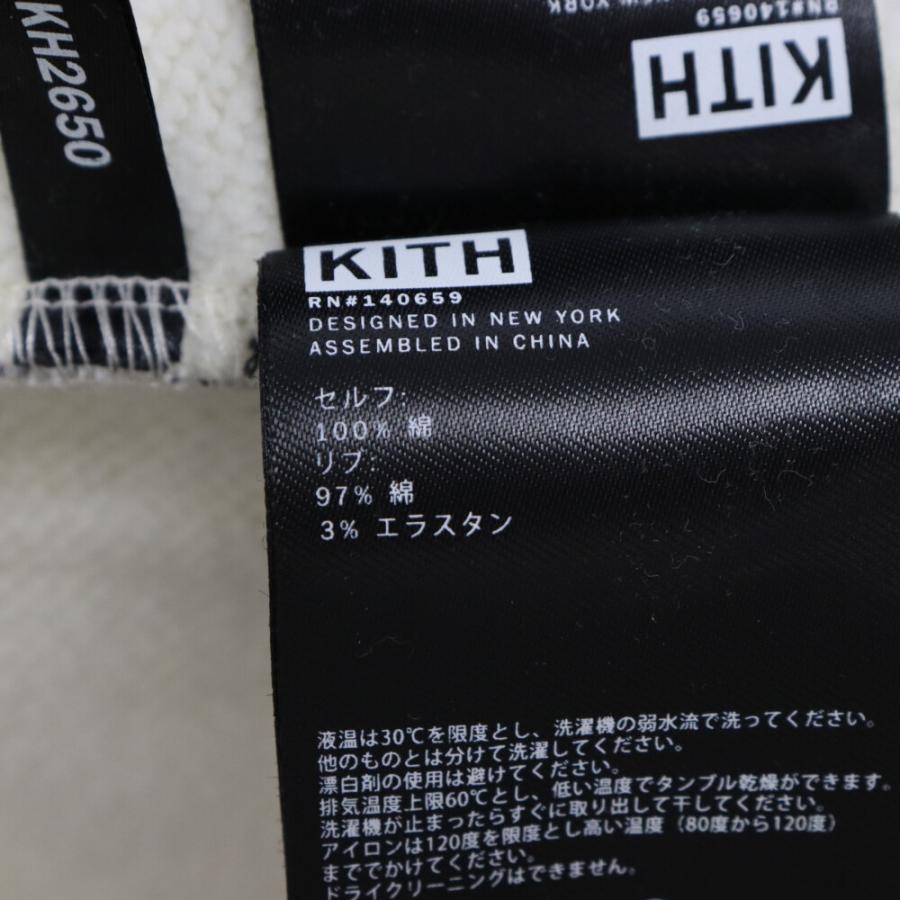 KH2650
NEW YORK
RN#140659
KITH
KITH
RN#140659
DESIGNED IN NEW YORK
ASSEMBLED IN CHINA
セルフ:
100% 綿
リブ:
97% 綿
3% エラスタン
液温は30℃を限度とし、洗濯機の弱水流で洗ってください。
他のものとは分けて洗濯してください。
漂白剤の使用は避けてください。
排気温度上限60℃とし、低い温度でタンブル乾燥ができます。
洗濯機が止まったらすぐに取り出して干してください。
アイロンは120度を限度とし高い温度（80度から120度）
まででかけてください。
ドライクリーニングはできません。